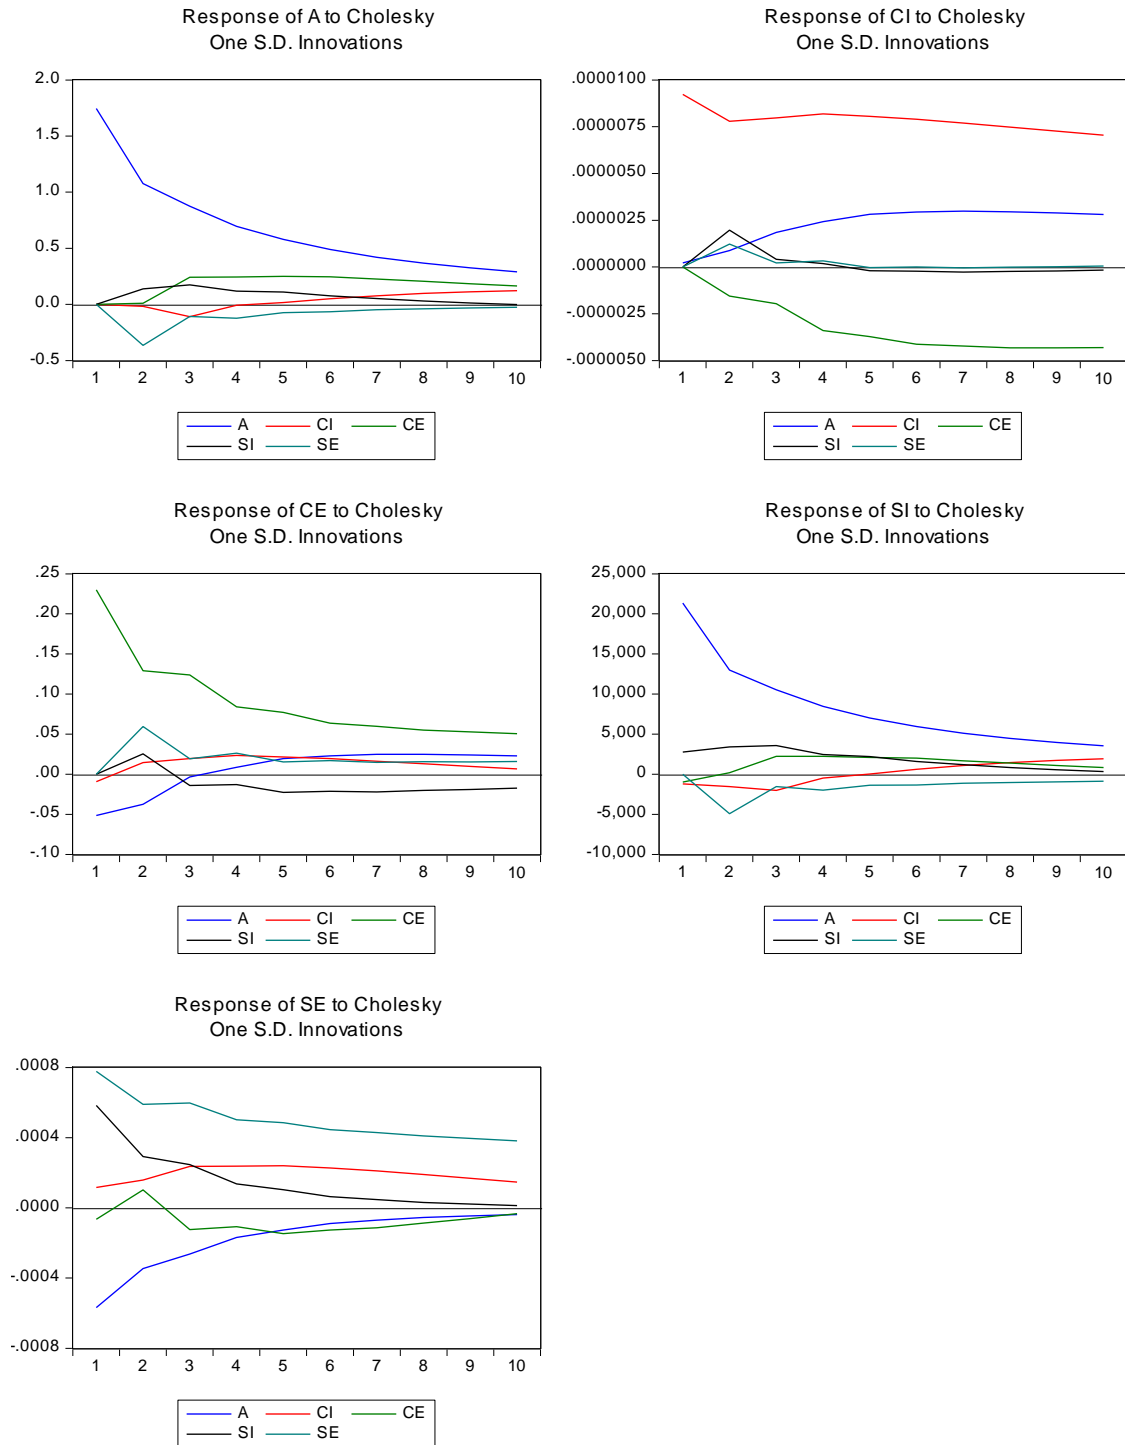 Response of A to Cholesky
One S.D. Innovations
2.0
1.5
1.0
0.5
0.0
-0.5
1 2 3 4 5 6 7 8 9 10
A CI CE
SI SE
Response of CI to Cholesky
One S.D. Innovations
.0000100
.0000075
.0000050
.0000025
.0000000
-.0000025
-.0000050
1 2 3 4 5 6 7 8 9 10
A CI CE
SI SE
Response of CE to Cholesky
One S.D. Innovations
.25
.20
.15
.10
.05
.00
-.05
-.10
1 2 3 4 5 6 7 8 9 10
A CI CE
SI SE
Response of SI to Cholesky
One S.D. Innovations
25,000
20,000
15,000
10,000
5,000
0
-5,000
-10,000
1 2 3 4 5 6 7 8 9 10
A CI CE
SI SE
Response of SE to Cholesky
One S.D. Innovations
.0008
.0004
.0000
-.0004
-.0008
1 2 3 4 5 6 7 8 9 10
A CI CE
SI SE